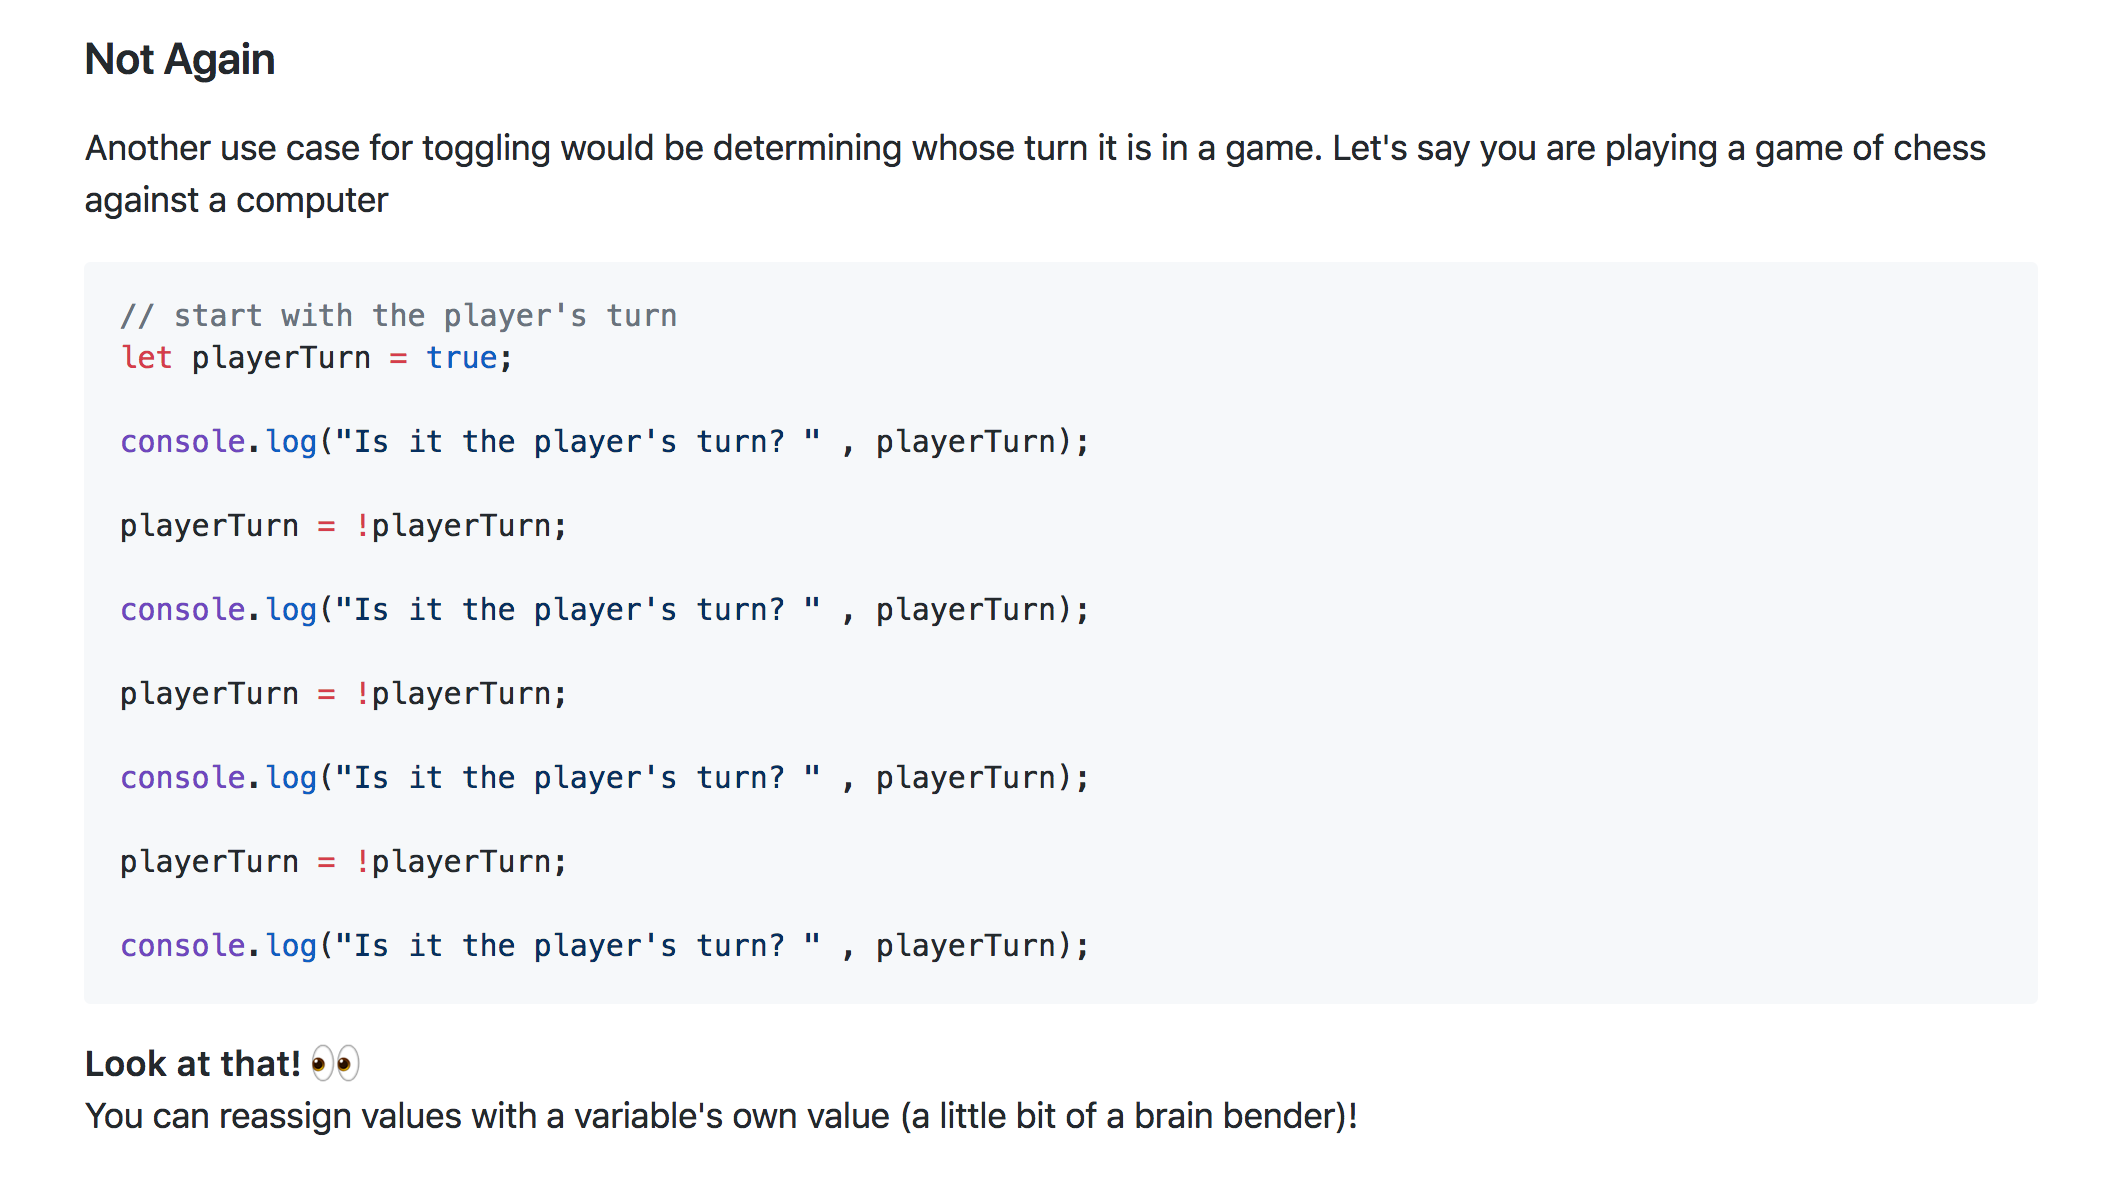 Not Again
Another use case for toggling would be determining whose turn it is in a game. Let's say you are playing a game of chess
against a computer
// start with the player's turn
let playerTurn = true;
console.log("Is it the player's turn? " , playerTurn);
playerTurn = !playerTurn;
console.log("Is it the player's turn? " , playerTurn);
playerTurn = !playerTurn;
console.log("Is it the player's turn? " , playerTurn);
playerTurn = !playerTurn;
console.log("Is it the player's turn? " , playerTurn);
Look at that! 👀
You can reassign values with a variable's own value (a little bit of a brain bender)!